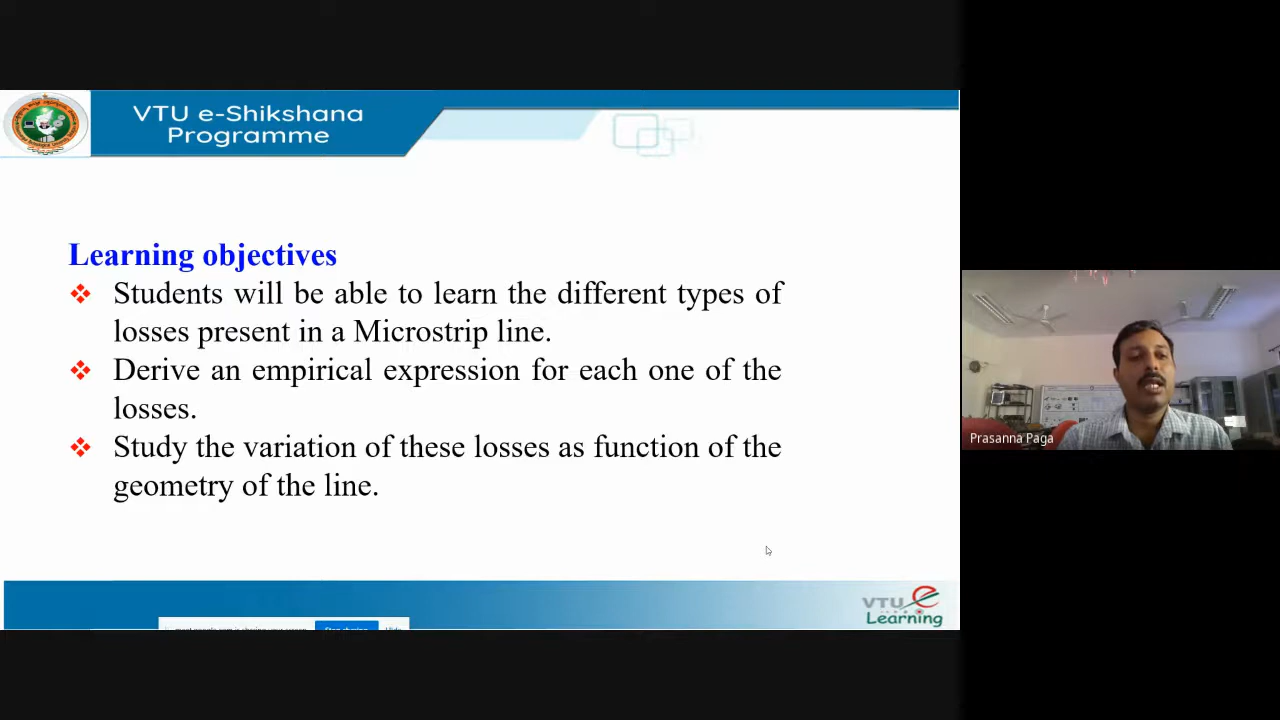 VTU e-Shikshana
Programme
Learning objectives
Students will be able to learn the different types of
losses present in a Microstrip line.
Derive an empirical expression for each one of the
losses.
Study the variation of these losses as function of the
geometry of the line.
Prasanna Paga
VTU e
Learning